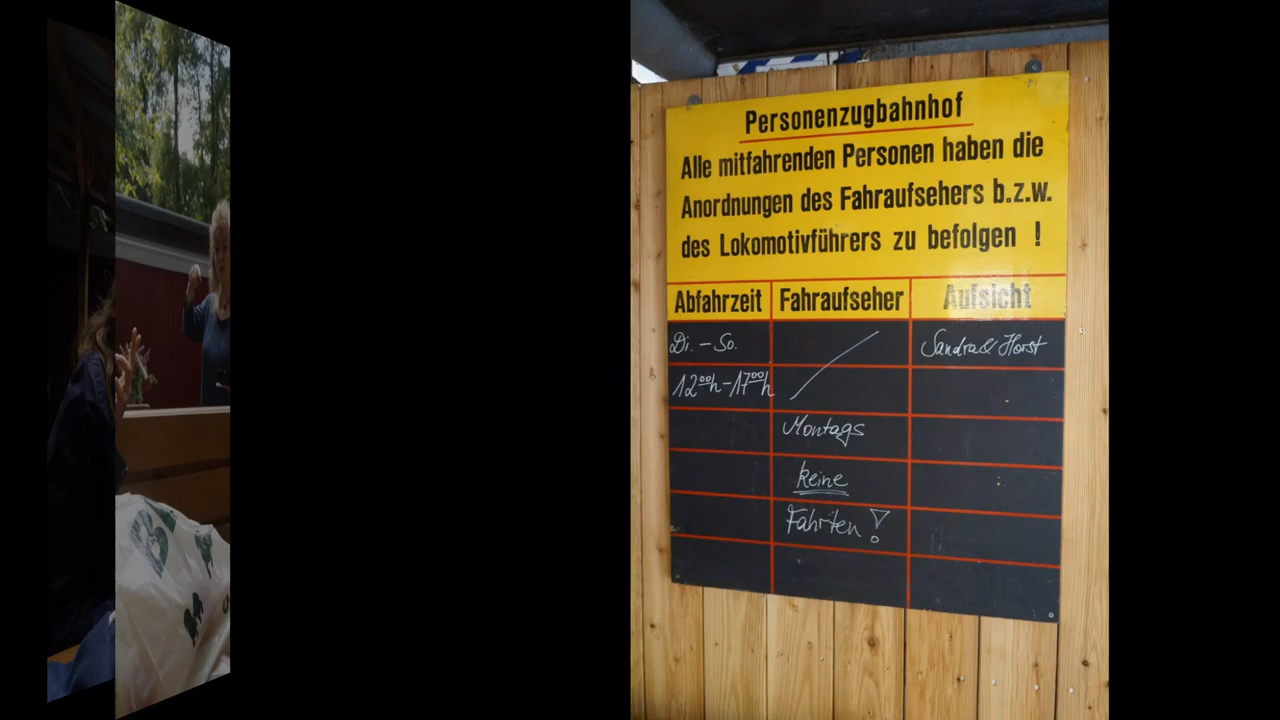 Personenzugbahnhof
Alle mitfahrenden Personen haben die
Anordnungen des Fahraufsehers b.z.w.
des Lokomotivführers zu befolgen !
Abfahrzeit Fahraufseher Aufsicht
Di. - So. Sandra & Horst
12⁰⁰h - 17⁰⁰h
Montags
keine
Fahrten !